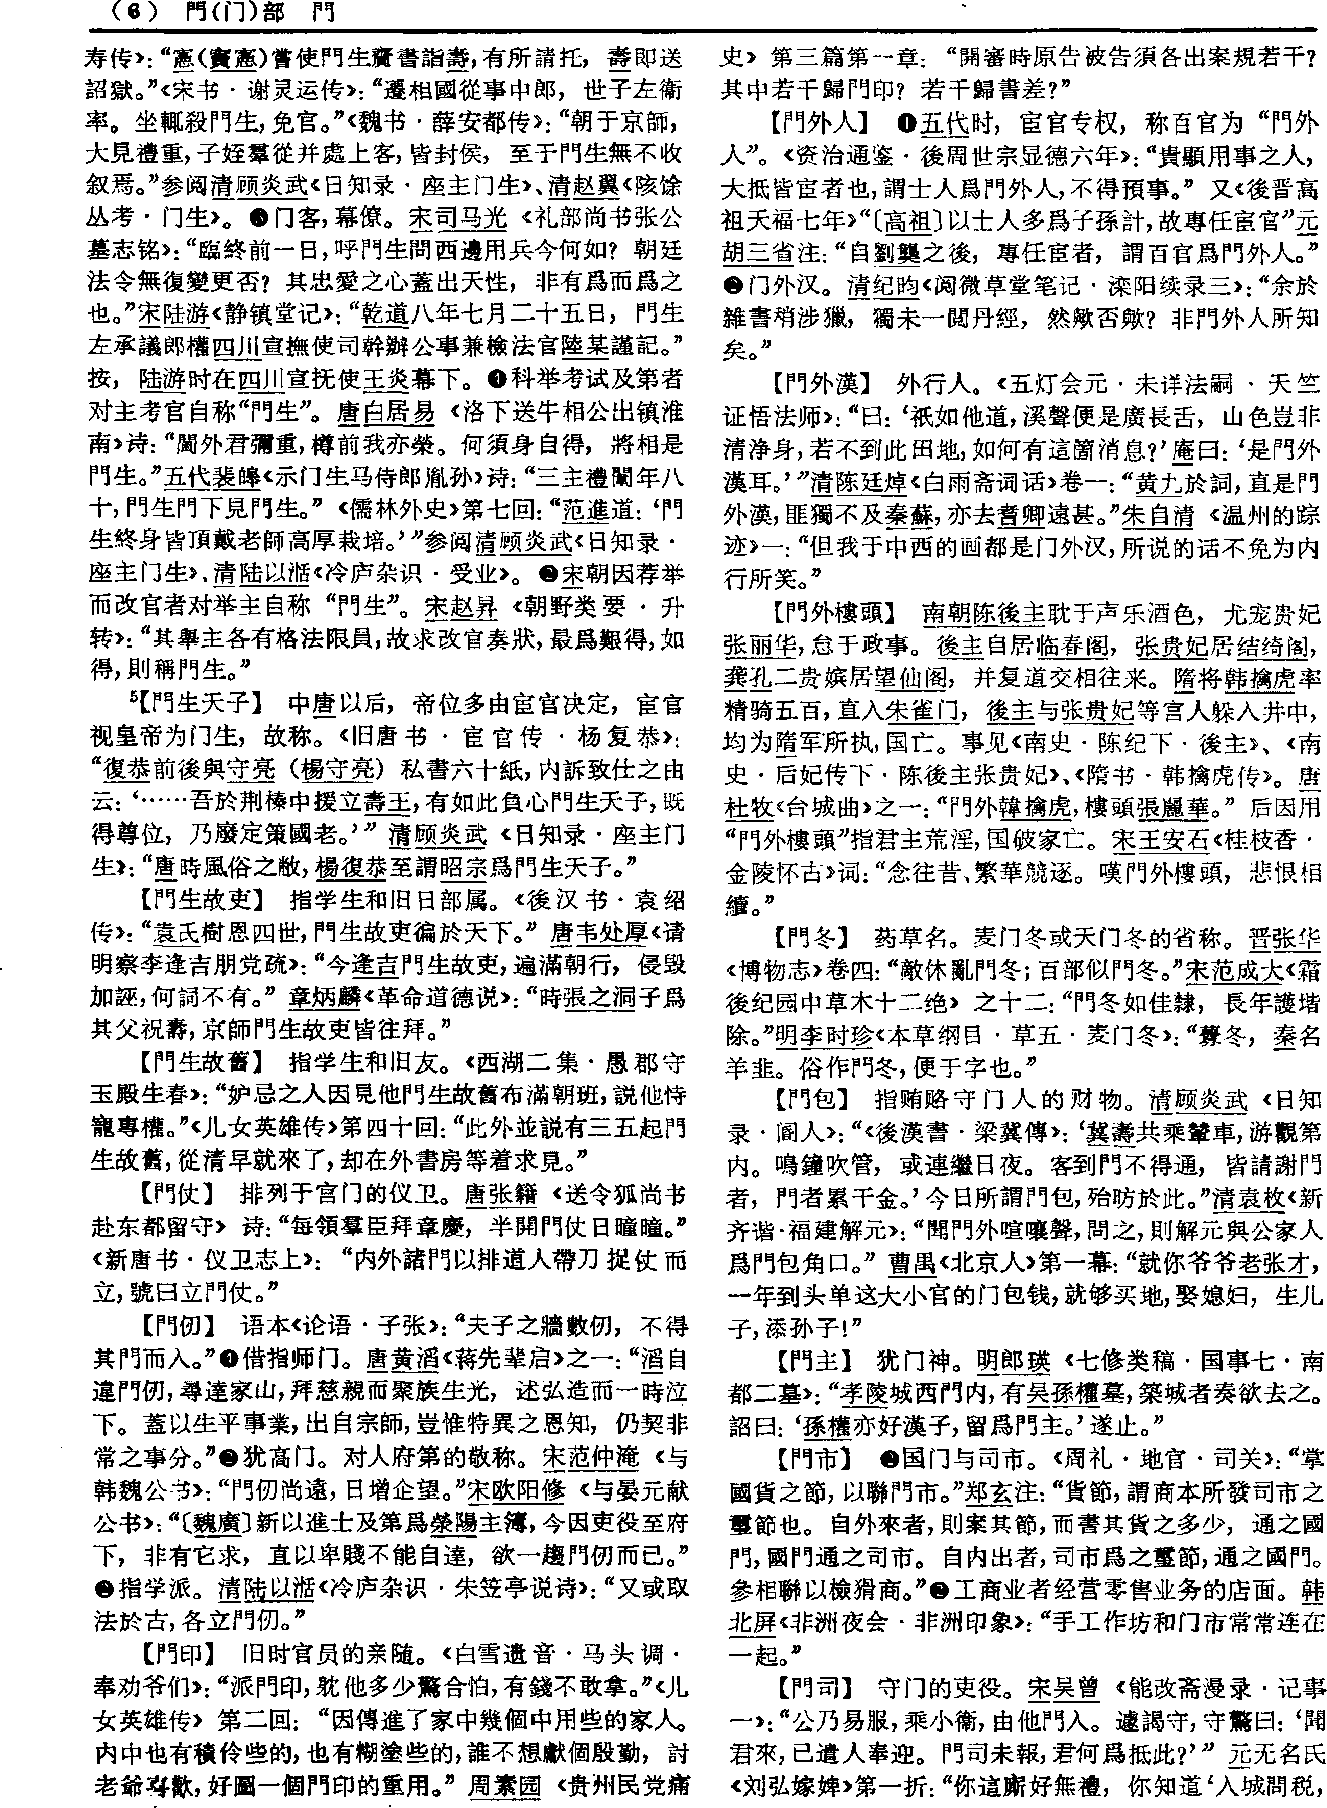 （6） 門(门)部 門
寿传》：“憲(竇憲)嘗使門生齎書詣壽，有所請托，壽即送
詔獄。”《宋书·谢灵运传》：“遷相國從事中郎，世子左衛
率。坐輒殺門生，免官。”《魏书·薛安都传》：“朝于京師，
大見禮重，子姪羣從并處上客，皆封侯，至于門生無不收
叙焉。”参阅清顾炎武《日知录·座主门生》、清赵翼《陔馀
丛考·门生》。❸门客，幕僚。宋司马光《礼部尚书张公
墓志铭》：“臨終前一日，呼門生問西邊用兵今何如？朝廷
法令無復變更否？其忠愛之心蓋出天性，非有爲而爲之
也。”宋陆游《静镇堂记》：“乾道八年七月二十五日，門生
左承議郎權四川宣撫使司幹辦公事兼檢法官陸某謹記。”
按，陆游时在四川宣抚使王炎幕下。❹科举考试及第者
对主考官自称“門生”。唐白居易《洛下送牛相公出镇淮
南》诗：“閫外君彌重，樽前我亦榮。何須身自得，將相是
門生。”五代裴皞《示门生马侍郎胤孙》诗：“三主禮闈年八
十，門生門下見門生。”《儒林外史》第七回：“范進道：‘門
生終身皆頂戴老師高厚栽培。’”参阅清顾炎武《日知录·
座主门生》、清陆以湉《冷庐杂识·受业》。❺宋朝因荐举
而改官者对举主自称“門生”。宋赵昇《朝野类要·升
转》：“其舉主各有格法限員，故求改官奏狀，最爲艱得，如
得，則稱門生。”
5【門生天子】 中唐以后，帝位多由宦官决定，宦官
视皇帝为门生，故称。《旧唐书·宦官传·杨复恭》：
“復恭前後與守亮（楊守亮）私書六十紙，内訴致仕之由
云：‘……吾於荆榛中援立壽王，有如此負心門生天子，既
得尊位，乃廢定策國老。’”清顾炎武《日知录·座主门
生》：“唐時風俗之敝，楊復恭至謂昭宗爲門生天子。”
【門生故吏】 指学生和旧日部属。《後汉书·袁绍
传》：“袁氏樹恩四世，門生故吏徧於天下。”唐韦处厚《请
明察李逢吉朋党疏》：“今逢吉門生故吏，遍滿朝行，侵毁
加誣，何詞不有。”章炳麟《革命道德说》：“時張之洞子爲
其父祝壽，京師門生故吏皆往拜。”
【門生故舊】 指学生和旧友。《西湖二集·愚郡守
玉殿生春》：“妒忌之人因見他門生故舊布滿朝班，説他恃
寵專權。”《儿女英雄传》第四十回：“此外並説有三五起門
生故舊，從清早就來了，却在外書房等着求見。”
【門仗】 排列于宫门的仪卫。唐张籍《送令狐尚书
赴东都留守》诗：“每領羣臣拜章慶，半開門仗日曈曈。”
《新唐书·仪卫志上》：“内外諸門以排道人帶刀捉仗而
立，號曰立門仗。”
【門仞】 语本《论语·子张》：“夫子之牆數仞，不得
其門而入。”❶借指师门。唐黄滔《蒋先辈启》之一：“滔自
違門仞，尋達家山，拜慈親而聚族生光，述弘造而一時泣
下。蓋以生平事業，出自宗師，豈惟特異之恩知，仍契非
常之事分。”❷犹高门。对人府第的敬称。宋范仲淹《与
韩魏公书》：“門仞尚遠，日增企望。”宋欧阳修《与晏元献
公书》：“〔魏廣〕新以進士及第爲滎陽主簿，今因吏役至府
下，非有它求，直以卑賤不能自達，欲一趨門仞而已。”
❸指学派。清陆以湉《冷庐杂识·朱笠亭说诗》：“又或取
法於古，各立門仞。”
【門印】 旧时官员的亲随。《白雪遗音·马头调·
奉劝爷们》：“派門印，躭他多少驚合怕，有錢不敢拿。”《儿
女英雄传》第二回：“因傳進了家中幾個中用些的家人。
内中也有積伶些的，也有糊塗些的，誰不想獻個殷勤，討
老爺喜歡，好圖一個門印的重用。”周素园《贵州民党痛
史》第三篇第一章：“開審時原告被告須各出案規若干？
其中若干歸門印？若干歸書差？”
【門外人】 ❶五代时，宦官专权，称百官为“門外
人”。《资治通鉴·後周世宗显德六年》：“貴顯用事之人，
大抵皆宦者也，謂士人爲門外人，不得預事。”又《後晋高
祖天福七年》“〔高祖〕以士人多爲子孫計，故專任宦官”元
胡三省注：“自劉龑之後，專任宦者，謂百官爲門外人。”
❷门外汉。清纪昀《阅微草堂笔记·滦阳续录三》：“余於
雜書稍涉獵，獨未一閲丹經，然歟否歟？非門外人所知
矣。”
【門外漢】 外行人。《五灯会元·未详法嗣·天竺
证悟法师》：“曰：‘祇如他道，溪聲便是廣長舌，山色豈非
清浄身，若不到此田地，如何有這箇消息？’庵曰：‘是門外
漢耳。’”清陈廷焯《白雨斋词话》卷一：“黄九於詞，直是門
外漢，匪獨不及秦蘇，亦去耆卿遠甚。”朱自清《温州的踪
迹》一：“但我于中西的画都是门外汉，所说的话不免为内
行所笑。”
【門外樓頭】 南朝陈後主耽于声乐酒色，尤宠贵妃
张丽华，怠于政事。後主自居临春阁，张贵妃居结绮阁，
龚孔二贵嫔居望仙阁，并复道交相往来。隋将韩擒虎率
精骑五百，直入朱雀门，後主与张贵妃等宫人躲入井中，
均为隋军所执，国亡。事见《南史·陈纪下·後主》、《南
史·后妃传下·陈後主张贵妃》、《隋书·韩擒虎传》。唐
杜牧《台城曲》之一：“門外韓擒虎，樓頭張麗華。”后因用
“門外樓頭”指君主荒淫，国破家亡。宋王安石《桂枝香·
金陵怀古》词：“念往昔、繁華競逐。嘆門外樓頭，悲恨相
續。”
【門冬】 药草名。麦门冬或天门冬的省称。晋张华
《博物志》卷四：“敵休亂門冬；百部似門冬。”宋范成大《霜
後纪园中草木十二绝》之十二：“門冬如佳隸，長年護堦
除。”明李时珍《本草纲目·草五·麦门冬》：“虋冬，秦名
羊韭。俗作門冬，便于字也。”
【門包】 指贿赂守门人的财物。清顾炎武《日知
录·阍人》：“《後漢書·梁冀傳》：‘冀壽共乘輦車，游觀第
内。鳴鐘吹管，或連繼日夜。客到門不得通，皆請謝門
者，門者累千金。’今日所謂門包，殆昉於此。”清袁枚《新
齐谐·福建解元》：“聞門外喧嚷聲，問之，則解元與公家人
爲門包角口。”曹禺《北京人》第一幕：“就你爷爷老张才，
一年到头单这大小官的门包钱，就够买地，娶媳妇，生儿
子，添孙子！”
【門主】 犹门神。明郎瑛《七修类稿·国事七·南
都二墓》：“孝陵城西門内，有吴孫權墓，築城者奏欲去之。
詔曰：‘孫權亦好漢子，留爲門主。’遂止。”
【門市】 ❶国门与司市。《周礼·地官·司关》：“掌
國貨之節，以聯門市。”郑玄注：“貨節，謂商本所發司市之
璽節也。自外來者，則案其節，而書其貨之多少，通之國
門，國門通之司市。自内出者，司市爲之璽節，通之國門。
參相聯以檢猾商。”❷工商业者经营零售业务的店面。韩
北屏《非洲夜会·非洲印象》：“手工作坊和门市常常连在
一起。”
【門司】 守门的吏役。宋吴曾《能改斋漫录·记事
一》：“公乃易服，乘小衛，由他門入。遽謁守，守驚曰：‘聞
君來，已遣人奉迎。門司未報，君何爲抵此？’”元无名氏
《刘弘嫁婢》第一折：“你這廝好無禮，你知道‘入城問税，